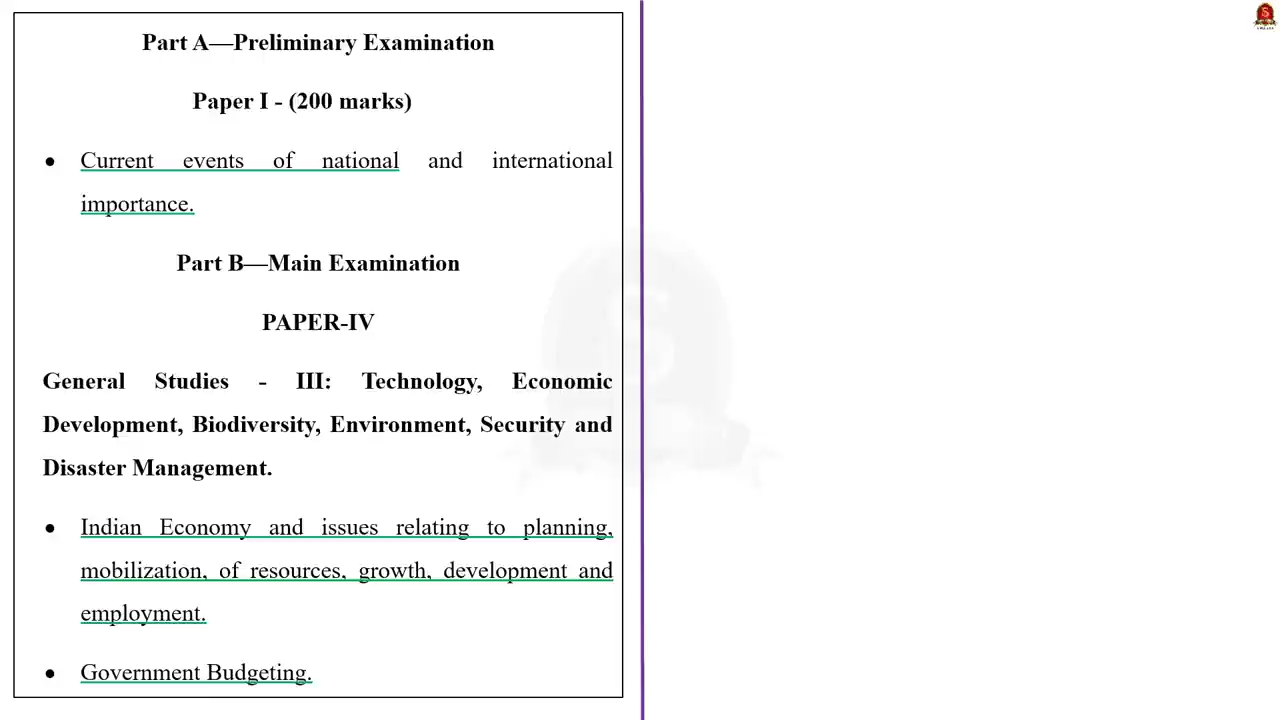 Part A—Preliminary Examination
Paper I - (200 marks)
● Current events of national and international
importance.
Part B—Main Examination
PAPER-IV
General Studies - III: Technology, Economic
Development, Biodiversity, Environment, Security and
Disaster Management.
● Indian Economy and issues relating to planning,
mobilization, of resources, growth, development and
employment.
● Government Budgeting.